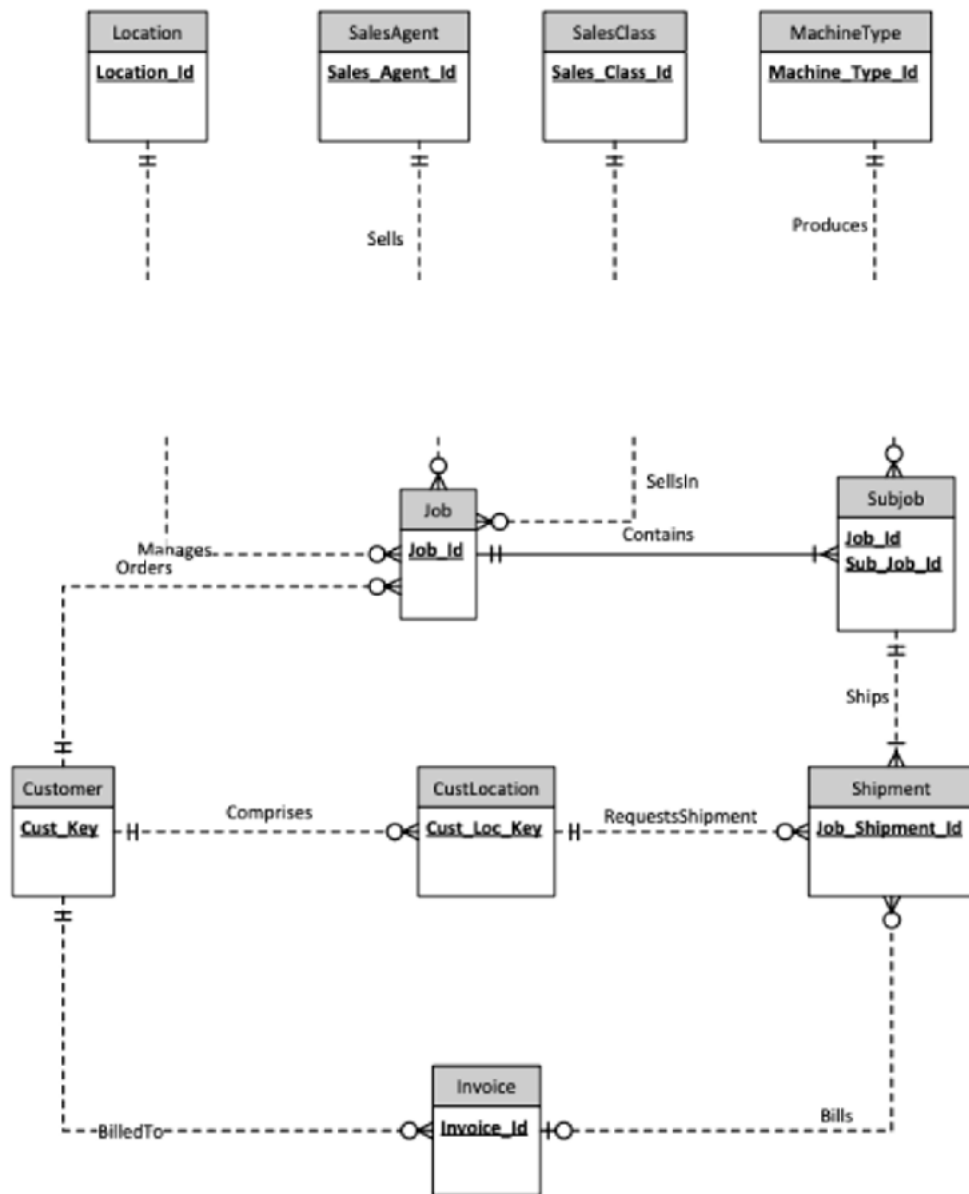 Location
SalesAgent
SalesClass
MachineType
Location_Id
Sales_Agent_Id
Sales_Class_Id
Machine_Type_Id
Sells
Produces
Job
SellsIn
Subjob
Contains
Manages
Orders
Job_Id
Job_Id
Sub_Job_Id
Ships
Customer
CustLocation
Shipment
Comprises
RequestsShipment
Cust_Key
Cust_Loc_Key
Job_Shipment_Id
Invoice
BilledTo
Invoice_Id
Bills